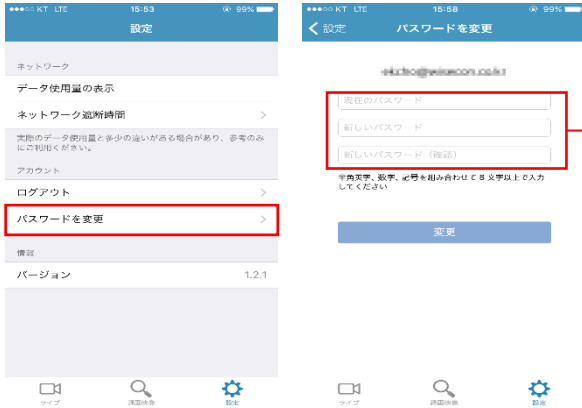 KT LTE 15:53 99%
設定
ネットワーク
データ使用量の表示
ネットワーク遮断時間
実際のデータ使用量と多少の違いがある場合があり、参考のみ
にご利用ください。
アカウント
ログアウト
パスワードを変更
情報
バージョン 1.2.1
ライブ 録画映像 設定
KT LTE 15:58 99%
設定 パスワードを変更
現在のパスワード
新しいパスワード
新しいパスワード（確認）
半角英字、数字、記号を組み合わせて 8 文字以上で入力
してください
変更
ライブ 録画映像 設定